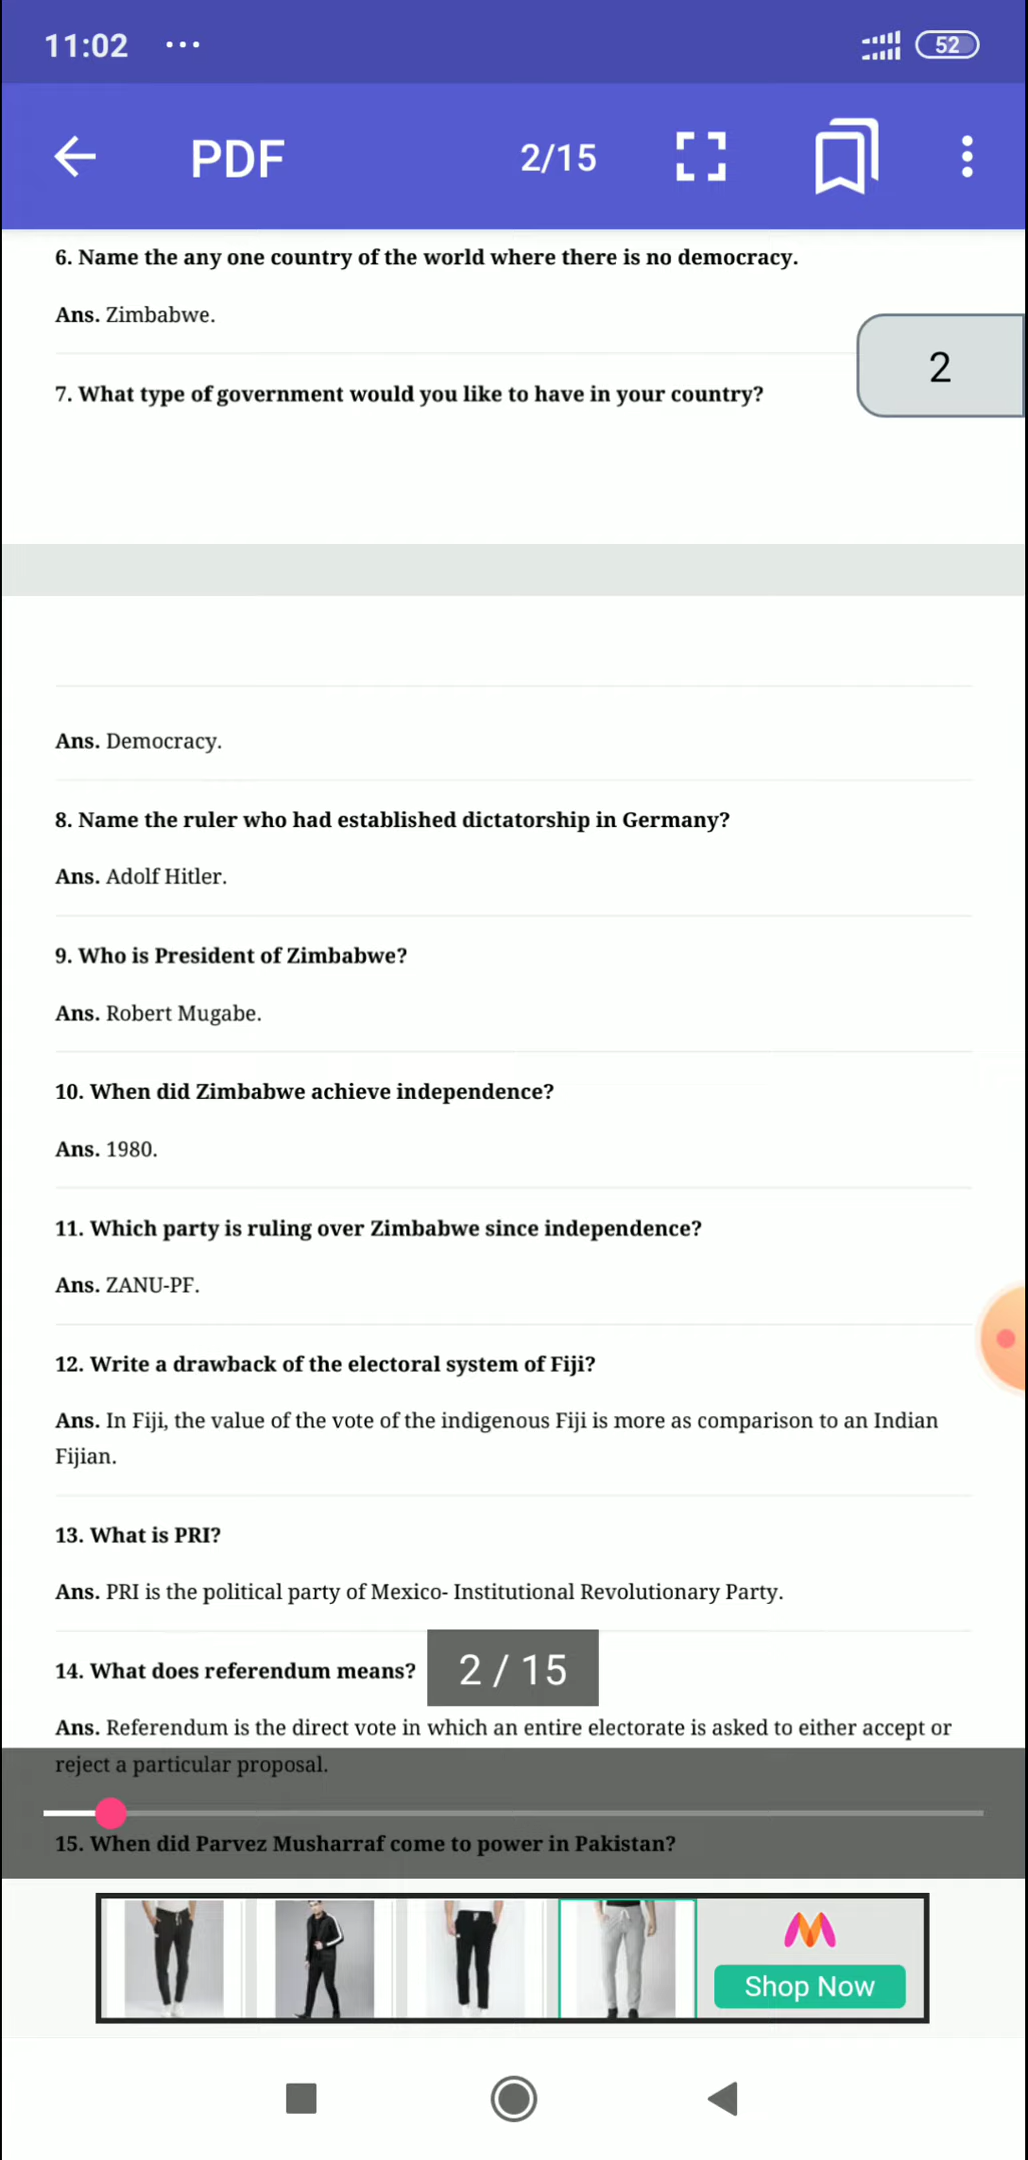 11:02 ...
52
PDF
2/15
6. Name the any one country of the world where there is no democracy.
Ans. Zimbabwe.
2
7. What type of government would you like to have in your country?
Ans. Democracy.
8. Name the ruler who had established dictatorship in Germany?
Ans. Adolf Hitler.
9. Who is President of Zimbabwe?
Ans. Robert Mugabe.
10. When did Zimbabwe achieve independence?
Ans. 1980.
11. Which party is ruling over Zimbabwe since independence?
Ans. ZANU-PF.
12. Write a drawback of the electoral system of Fiji?
Ans. In Fiji, the value of the vote of the indigenous Fiji is more as comparison to an Indian
Fijian.
13. What is PRI?
Ans. PRI is the political party of Mexico- Institutional Revolutionary Party.
14. What does referendum means?
2 / 15
Ans. Referendum is the direct vote in which an entire electorate is asked to either accept or
reject a particular proposal.
15. When did Parvez Musharraf come to power in Pakistan?
Shop Now